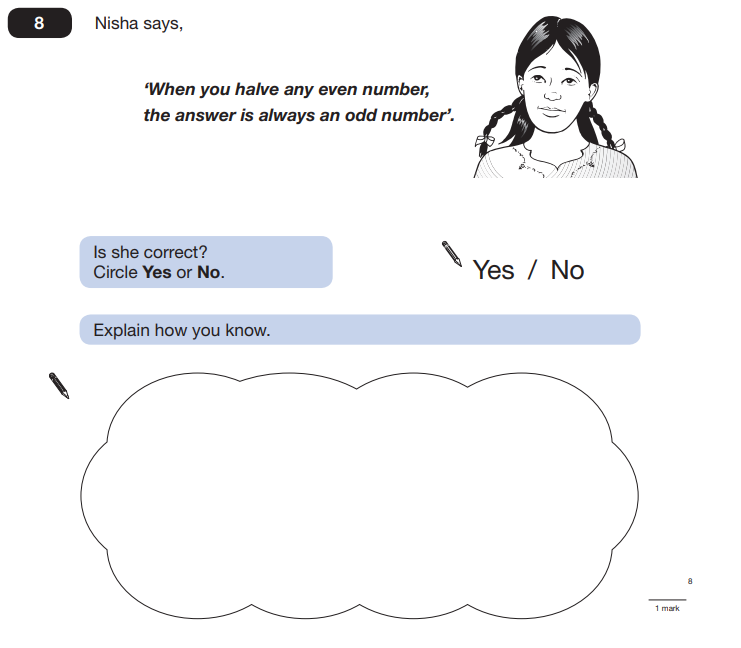 8
Nisha says,
‘When you halve any even number,
the answer is always an odd number’.
Is she correct?
Circle Yes or No.
Yes / No
Explain how you know.
8
1 mark